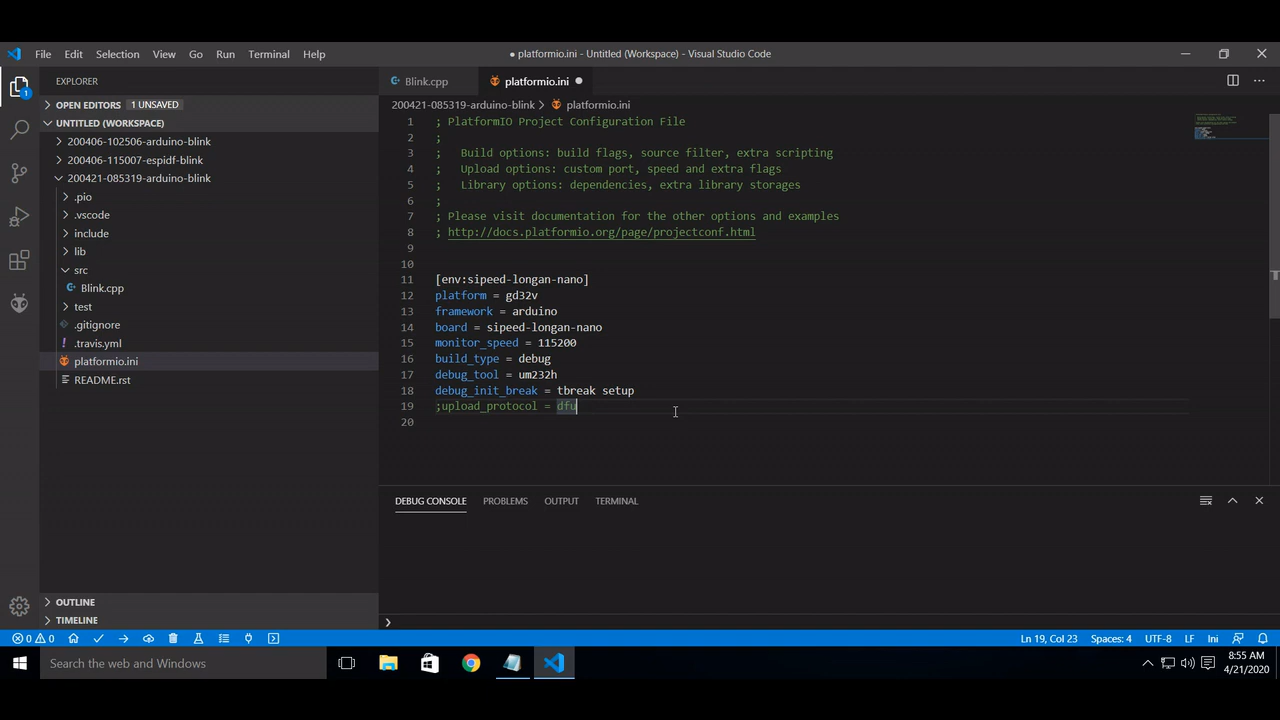 File Edit Selection View Go Run Terminal Help
● platformio.ini - Untitled (Workspace) - Visual Studio Code
EXPLORER
OPEN EDITORS 1 UNSAVED
UNTITLED (WORKSPACE)
200406-102506-arduino-blink
200406-115007-espidf-blink
200421-085319-arduino-blink
.pio
.vscode
include
lib
src
Blink.cpp
test
.gitignore
! .travis.yml
platformio.ini
README.rst
OUTLINE
TIMELINE
1
Blink.cpp platformio.ini ●
200421-085319-arduino-blink > platformio.ini
1 ; PlatformIO Project Configuration File
2 ;
3 ;   Build options: build flags, source filter, extra scripting
4 ;   Upload options: custom port, speed and extra flags
5 ;   Library options: dependencies, extra library storages
6 ;
7 ; Please visit documentation for the other options and examples
8 ; http://docs.platformio.org/page/projectconf.html
9
10
11 [env:sipeed-longan-nano]
12 platform = gd32v
13 framework = arduino
14 board = sipeed-longan-nano
15 monitor_speed = 115200
16 build_type = debug
17 debug_tool = um232h
18 debug_init_break = tbreak setup
19 ;upload_protocol = dfu
20
DEBUG CONSOLE PROBLEMS OUTPUT TERMINAL
0 0
Ln 19, Col 23 Spaces: 4 UTF-8 LF Ini
Search the web and Windows
8:55 AM
4/21/2020